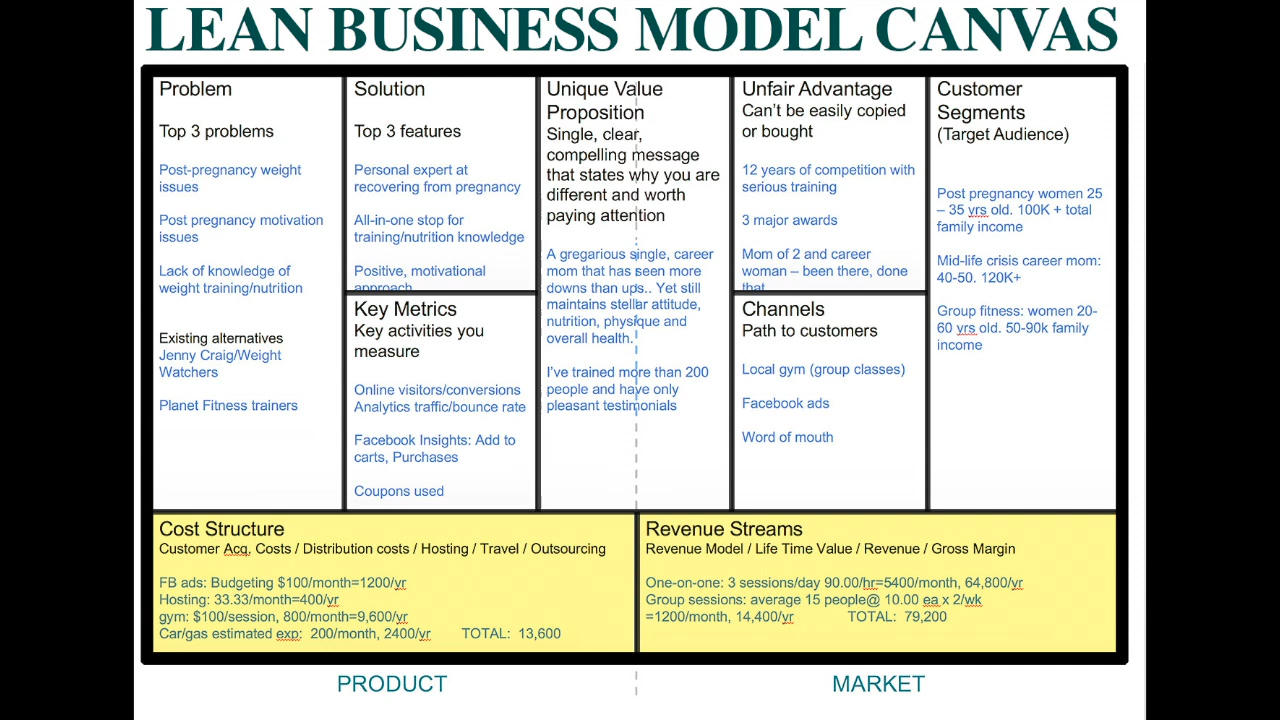 LEAN BUSINESS MODEL CANVAS
Problem
Top 3 problems
Post-pregnancy weight
issues
Post pregnancy motivation
issues
Lack of knowledge of
weight training/nutrition
Existing alternatives
Jenny Craig/Weight
Watchers
Planet Fitness trainers
Solution
Top 3 features
Personal expert at
recovering from pregnancy
All-in-one stop for
training/nutrition knowledge
Positive, motivational
approach
Key Metrics
Key activities you
measure
Online visitors/conversions
Analytics traffic/bounce rate
Facebook Insights: Add to
carts, Purchases
Coupons used
Unique Value
Proposition
Single, clear,
compelling message
that states why you are
different and worth
paying attention
A gregarious single, career
mom that has seen more
downs than ups.. Yet still
maintains stellar attitude,
nutrition, physique and
overall health.
I've trained more than 200
people and have only
pleasant testimonials
Unfair Advantage
Can't be easily copied
or bought
12 years of competition with
serious training
3 major awards
Mom of 2 and career
woman – been there, done
that
Channels
Path to customers
Local gym (group classes)
Facebook ads
Word of mouth
Customer
Segments
(Target Audience)
Post pregnancy women 25
– 35 yrs old. 100K + total
family income
Mid-life crisis career mom:
40-50. 120K+
Group fitness: women 20-
60 yrs old. 50-90k family
income
Cost Structure
Customer Acq. Costs / Distribution costs / Hosting / Travel / Outsourcing
FB ads: Budgeting $100/month=1200/yr
Hosting: 33.33/month=400/yr
gym: $100/session, 800/month=9,600/yr
Car/gas estimated exp: 200/month, 2400/yr TOTAL: 13,600
Revenue Streams
Revenue Model / Life Time Value / Revenue / Gross Margin
One-on-one: 3 sessions/day 90.00/hr=5400/month, 64,800/yr
Group sessions: average 15 people@ 10.00 ea x 2/wk
=1200/month, 14,400/yr TOTAL: 79,200
PRODUCT
MARKET